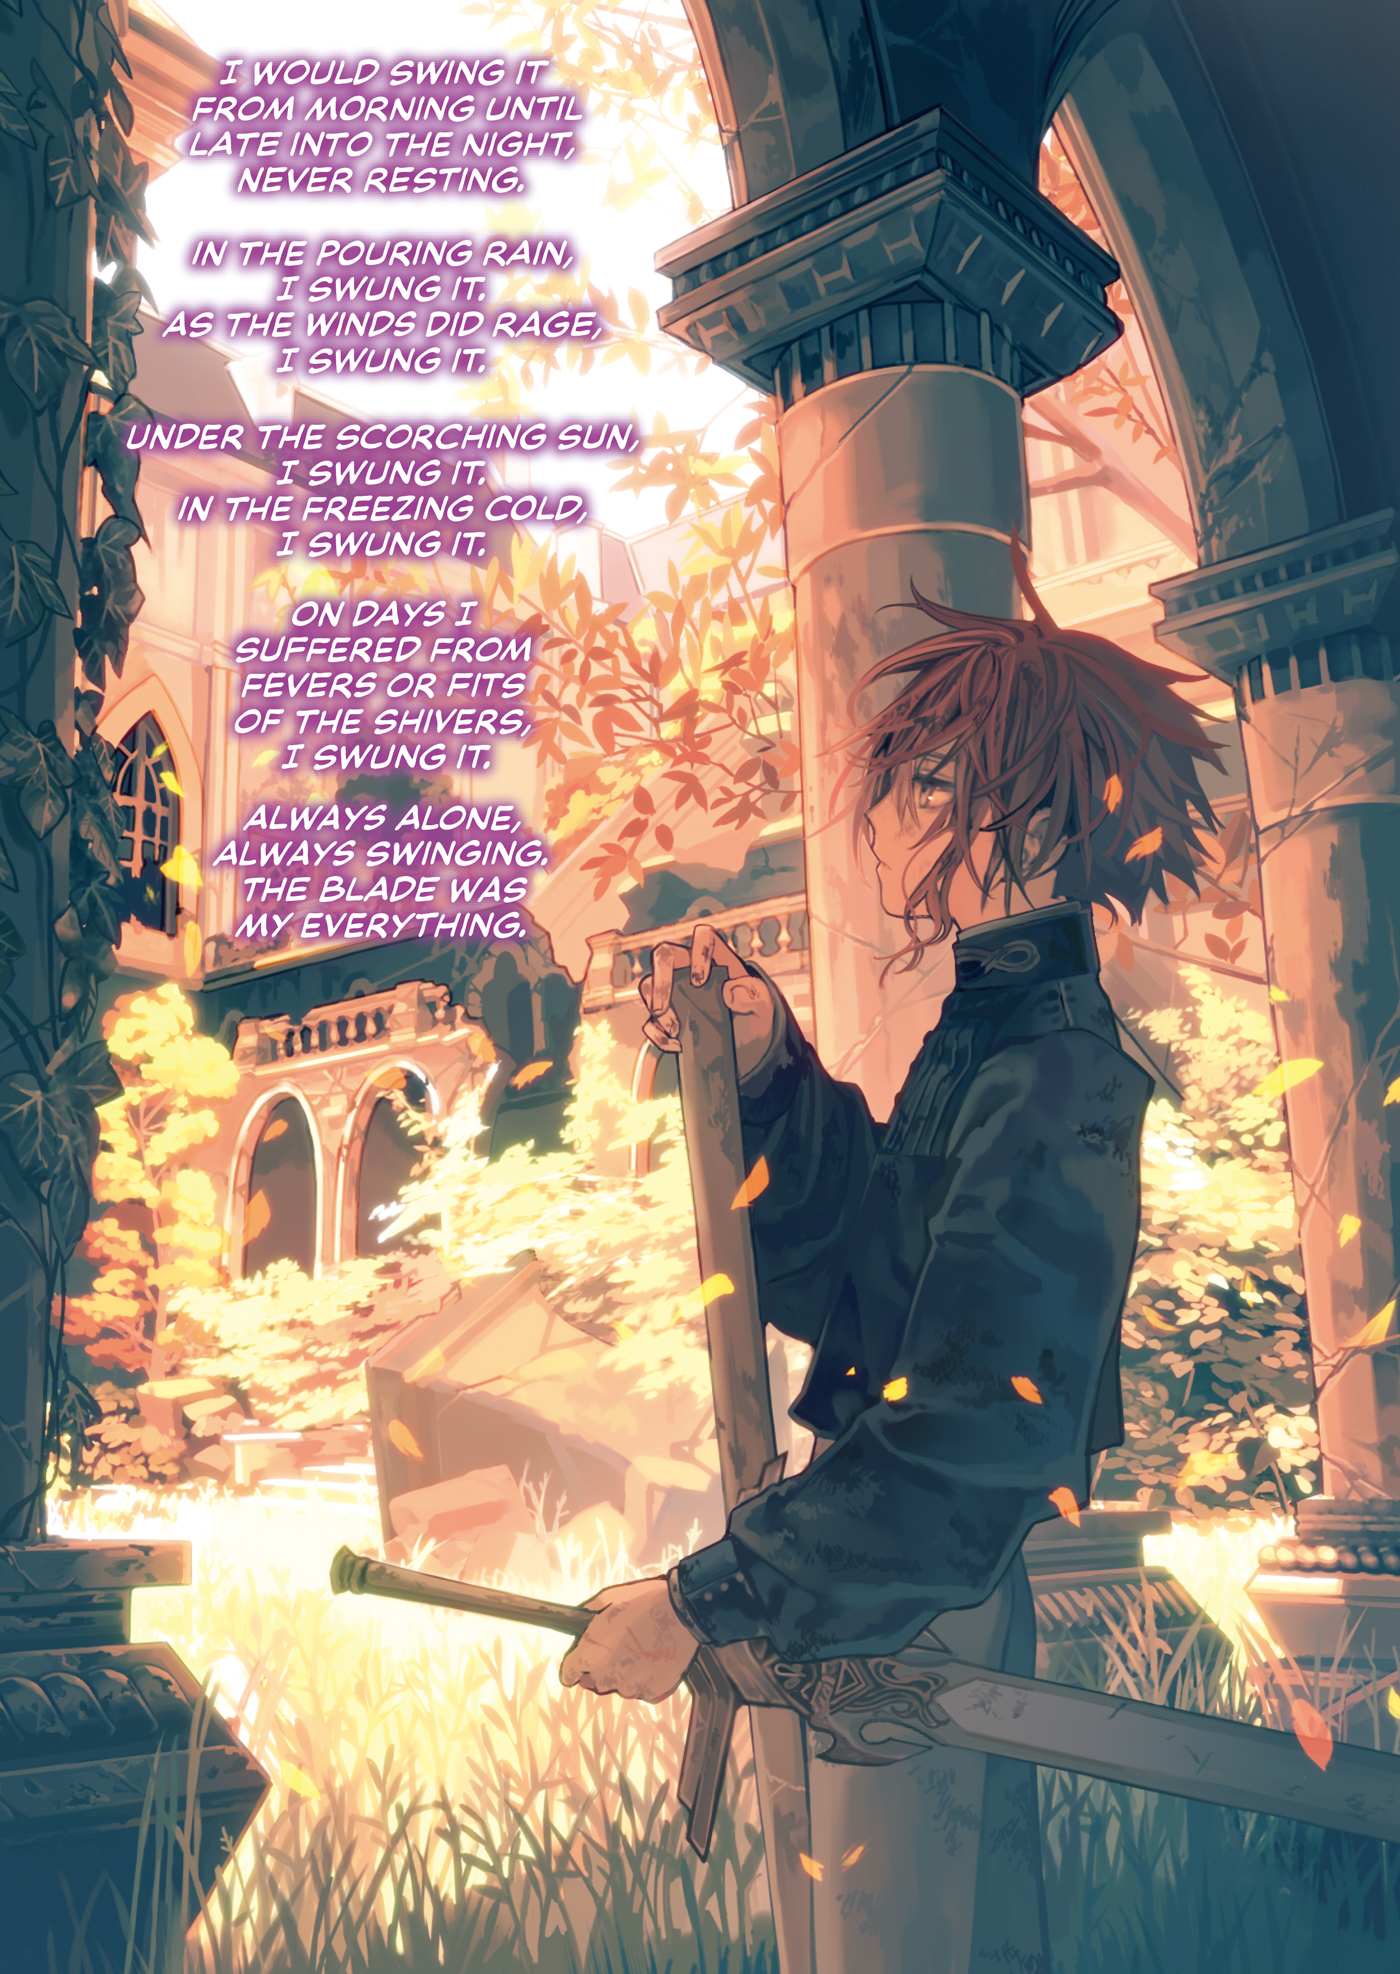 I WOULD SWING IT
FROM MORNING UNTIL
LATE INTO THE NIGHT,
NEVER RESTING.
IN THE POURING RAIN,
I SWUNG IT.
AS THE WINDS DID RAGE,
I SWUNG IT.
UNDER THE SCORCHING SUN,
I SWUNG IT.
IN THE FREEZING COLD,
I SWUNG IT.
ON DAYS I
SUFFERED FROM
FEVERS OR FITS
OF THE SHIVERS,
I SWUNG IT.
ALWAYS ALONE,
ALWAYS SWINGING.
THE BLADE WAS
MY EVERYTHING.